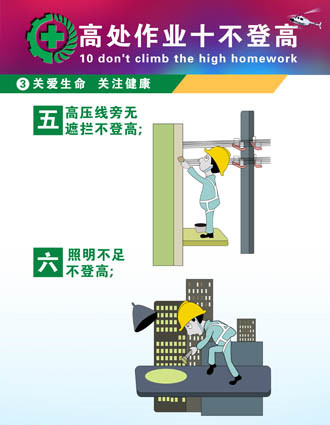 高处作业十不登高
10 don't climb the high homework
3 关爱生命 关注健康
五 高压线旁无
遮拦不登高;
六 照明不足
不登高;